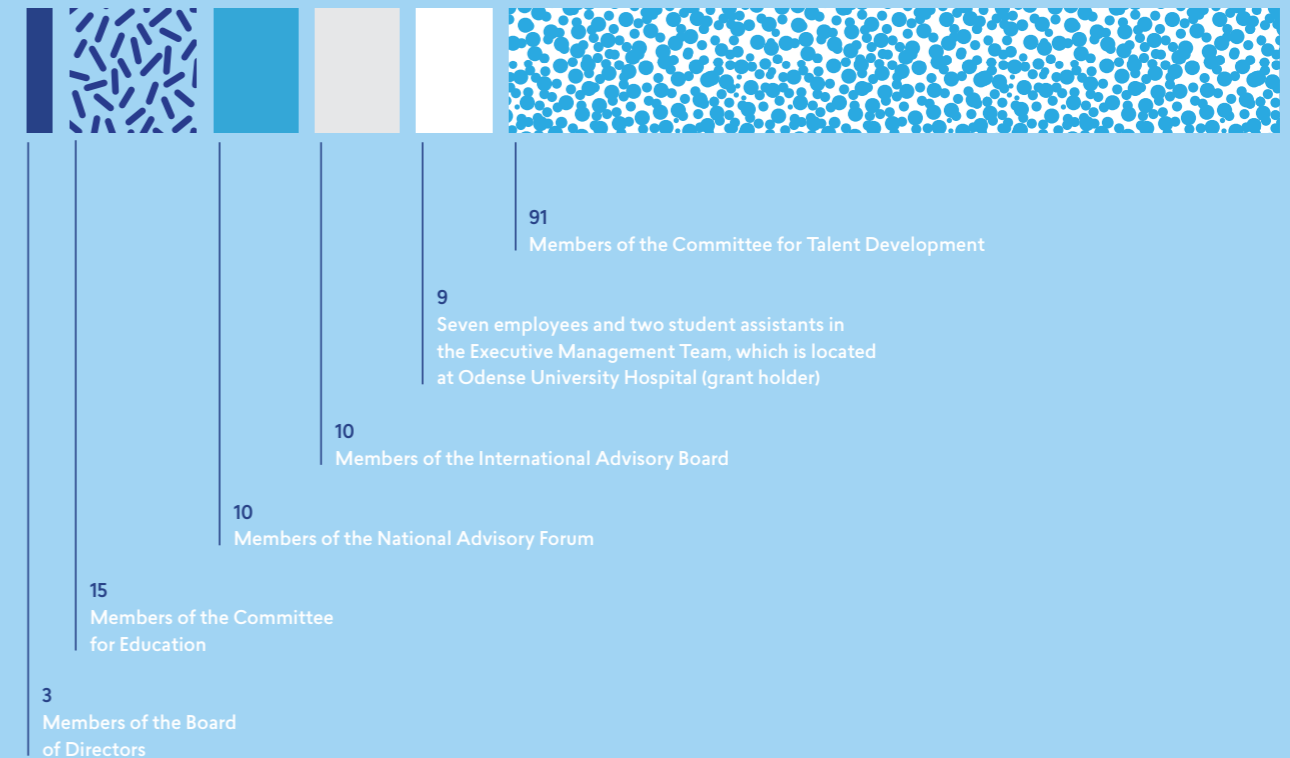 91
Members of the Committee for Talent Development
9
Seven employees and two student assistants in
the Executive Management Team, which is located
at Odense University Hospital (grant holder)
10
Members of the International Advisory Board
10
Members of the National Advisory Forum
15
Members of the Committee
for Education
3
Members of the Board
of Directors